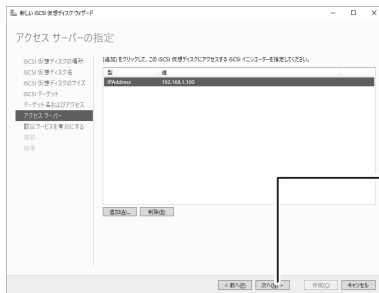 新しい iSCSI 仮想ディスク ウィザード
アクセス サーバーの指定
iSCSI 仮想ディスクの場所
iSCSI 仮想ディスク名
iSCSI 仮想ディスクのサイズ
iSCSI ターゲット
ターゲット名およびアクセス
アクセス サーバー
認証サービスを有効にする
確認
結果
[追加] をクリックして、この iSCSI 仮想ディスクにアクセスする iSCSI イニシエーターを指定してください。
型 値
IPAddress 192.168.1.100
追加(A)... 削除(R)
< 前へ(P) 次へ(N) > 作成(C) キャンセル